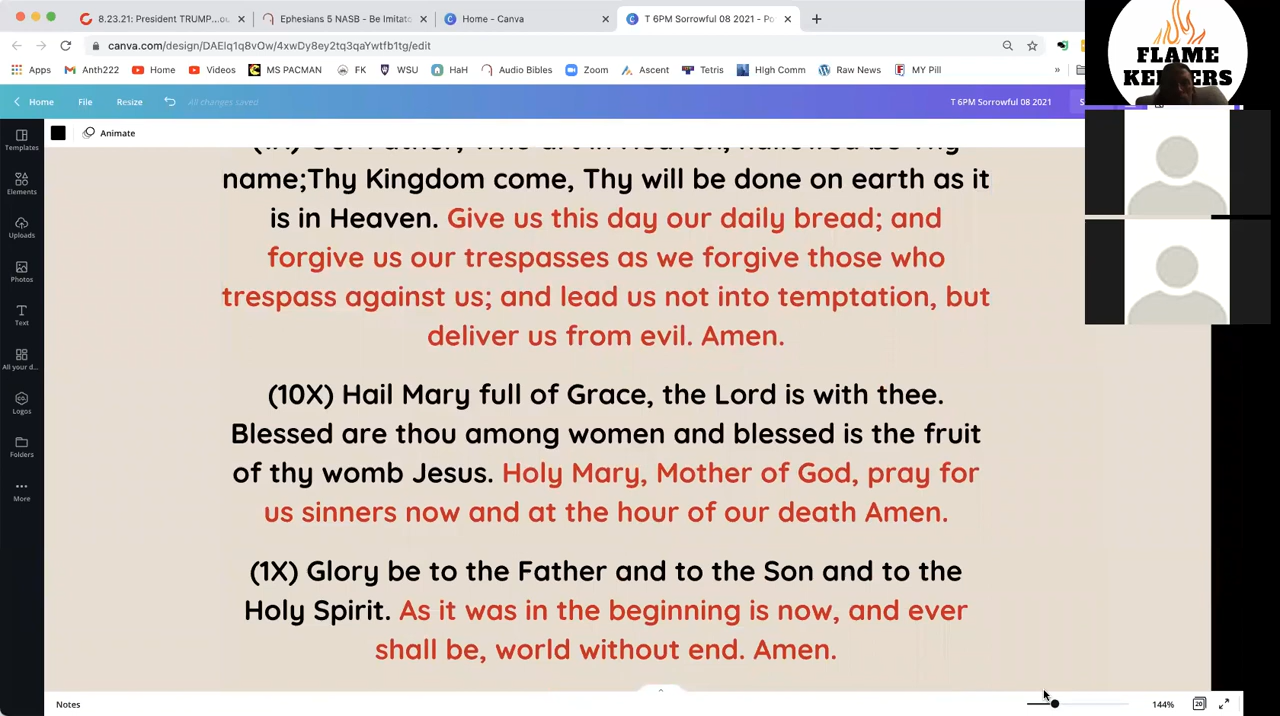 8.23.21: President TRUMP...ou
Ephesians 5 NASB - Be Imitato
Home - Canva
T 6PM Sorrowful 08 2021 - Po
canva.com/design/DAElq1q8vOw/4xwDy8ey2tq3qaYwtfb1tg/edit
Apps Anth222 Home Videos MS PACMAN FK WSU Audio Bibles Zoom Ascent Tetris HIgh Comm Raw News MY Pill »
FLAME
Home File Resize All changes saved T 6PM Sorrowful 08 2021
Animate
Templates
Elements
Uploads
Photos
Text
All your d...
Logos
Folders
More
name;Thy Kingdom come, Thy will be done on earth as it
is in Heaven. Give us this day our daily bread; and
forgive us our trespasses as we forgive those who
trespass against us; and lead us not into temptation, but
deliver us from evil. Amen.
(10X) Hail Mary full of Grace, the Lord is with thee.
Blessed are thou among women and blessed is the fruit
of thy womb Jesus. Holy Mary, Mother of God, pray for
us sinners now and at the hour of our death Amen.
(1X) Glory be to the Father and to the Son and to the
Holy Spirit. As it was in the beginning is now, and ever
shall be, world without end. Amen.
Notes 144% 20